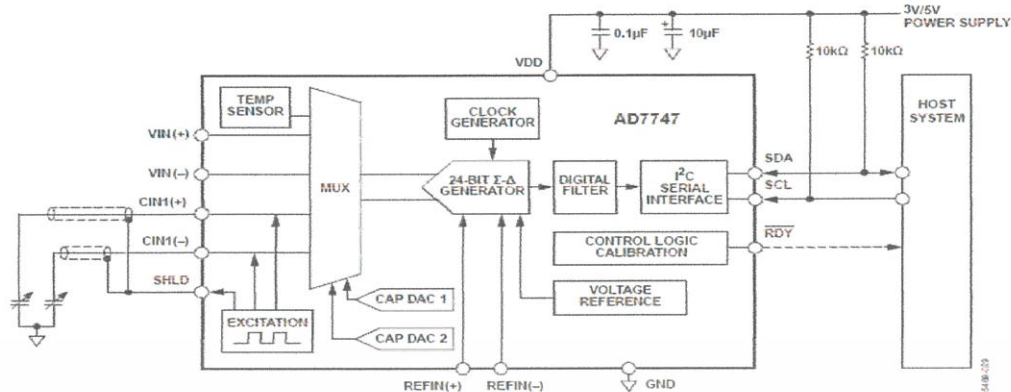 3V/5V
POWER SUPPLY
0.1µF
10µF
10kΩ
10kΩ
VDD
TEMP
SENSOR
CLOCK
GENERATOR
AD7747
HOST
SYSTEM
VIN(+)
VIN(–)
CIN1(+)
CIN1(–)
SHLD
MUX
24-BIT Σ-Δ
GENERATOR
DIGITAL
FILTER
I²C
SERIAL
INTERFACE
SDA
SCL
RDY
CONTROL LOGIC
CALIBRATION
VOLTAGE
REFERENCE
CAP DAC 1
CAP DAC 2
EXCITATION
REFIN(+)
REFIN(–)
GND